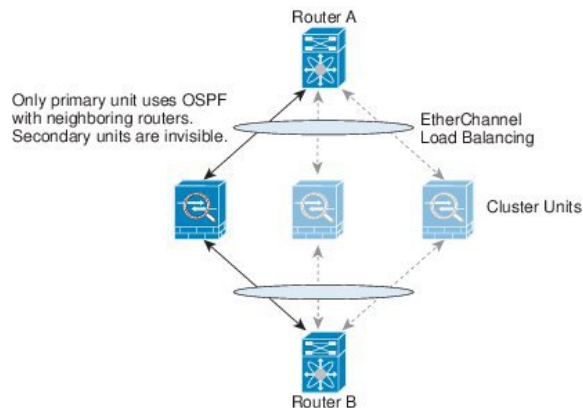 Router A
Only primary unit uses OSPF
with neighboring routers.
Secondary units are invisible.
EtherChannel
Load Balancing
Cluster Units
Router B